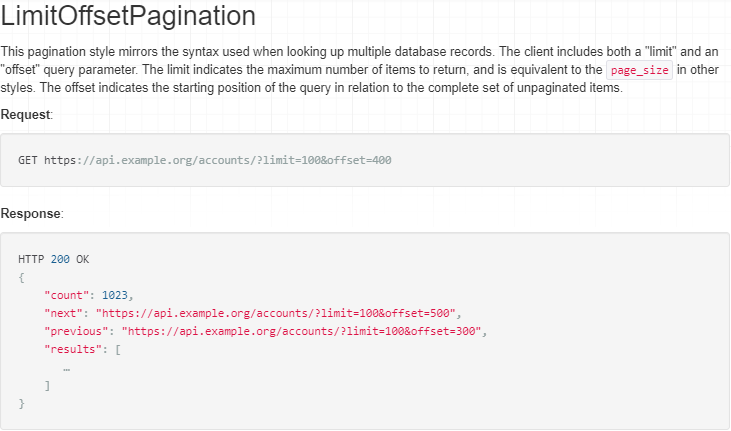 LimitOffsetPagination
This pagination style mirrors the syntax used when looking up multiple database records. The client includes both a "limit" and an
"offset" query parameter. The limit indicates the maximum number of items to return, and is equivalent to the page_size in other
styles. The offset indicates the starting position of the query in relation to the complete set of unpaginated items.
Request:
GET https://api.example.org/accounts/?limit=100&offset=400
Response:
HTTP 200 OK
{
    "count": 1023,
    "next": "https://api.example.org/accounts/?limit=100&offset=500",
    "previous": "https://api.example.org/accounts/?limit=100&offset=300",
    "results": [
       …
    ]
}